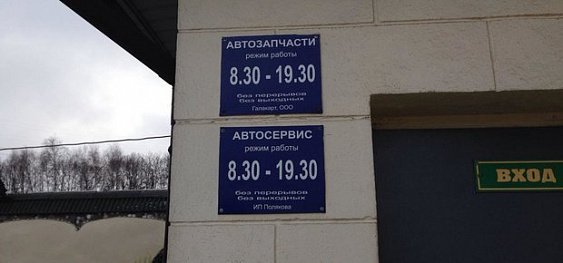 АВТОЗАПЧАСТИ
режим работы
8.30 - 19.30
без перерывов
без выходных
Галакарт, ООО
АВТОСЕРВИС
режим работы
8.30 - 19.30
без перерывов
без выходных
ИП Полякова
ВХОД